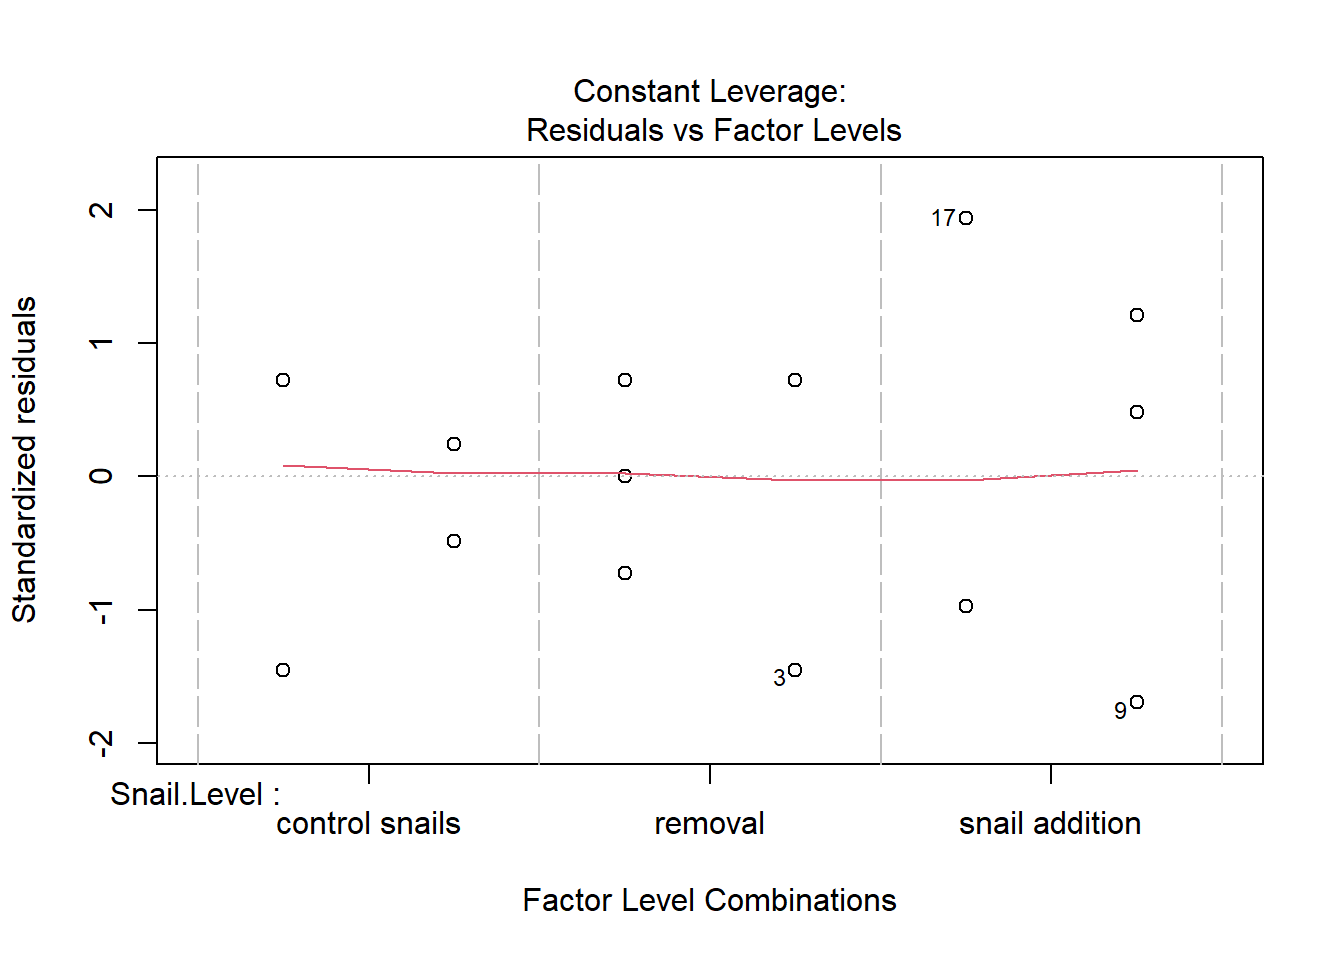 Constant Leverage:
Residuals vs Factor Levels
Standardized residuals
2
1
0
-1
-2
17
3
9
Snail.Level :
control snails removal snail addition
Factor Level Combinations